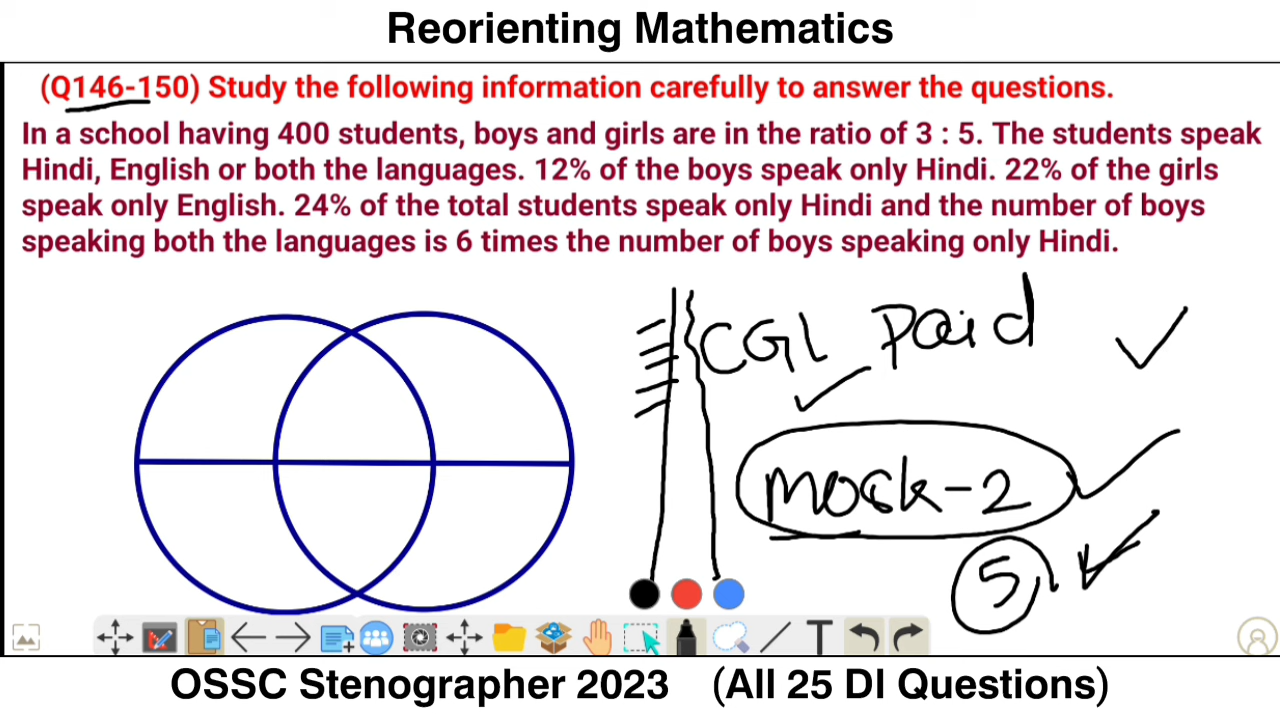 Reorienting Mathematics
(Q146-150) Study the following information carefully to answer the questions.
In a school having 400 students, boys and girls are in the ratio of 3 : 5. The students speak
Hindi, English or both the languages. 12% of the boys speak only Hindi. 22% of the girls
speak only English. 24% of the total students speak only Hindi and the number of boys
speaking both the languages is 6 times the number of boys speaking only Hindi.
CGL Paid
mock-2
5
T
OSSC Stenographer 2023 (All 25 DI Questions)